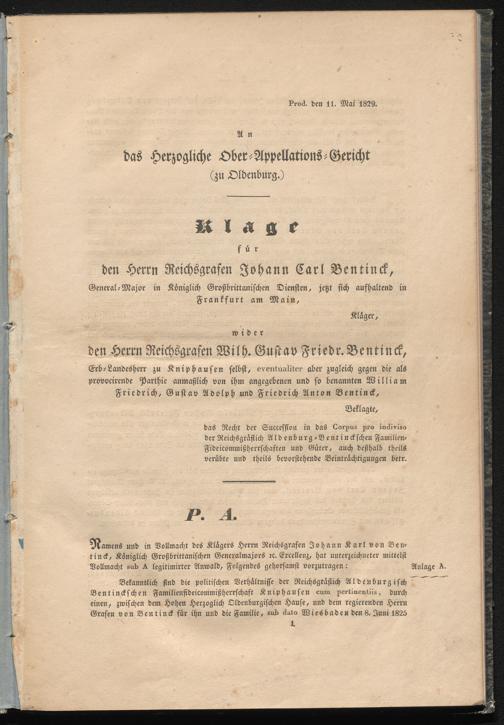 Prod. den 11. Mai 1829.
An
das Herzogliche Ober-Appellations-Gericht
(zu Oldenburg.)
Klage
für
den Herrn Reichsgrafen Johann Carl Bentinck,
General-Major in Königlich Großbrittanischen Diensten, jetzt sich aufhaltend in
Frankfurt am Main,
Kläger,
wider
den Herrn Reichsgrafen Wilh. Gustav Friedr. Bentinck,
Erb-Landesherr zu Kniphausen selbst, eventualiter aber zugleich gegen die als
provocirende Parthie anmaßlich von ihm angegebenen und so benannten William
Friedrich, Gustav Adolph und Friedrich Anton Bentinck,
Beklagte,
das Recht der Succession in das Corpus pro indiviso
der Reichsgräflich Aldenburg-Bentinckschen Familien-
Fideicommißherrschaften und Güter, auch deßhalb theils
verübte und theils bevorstehende Beinträchtigungen betr.
P. A.
Namens und in Vollmacht des Klägers Herrn Reichsgrafen Johann Karl von Ben-
tinck, Königlich Großbrittanischen Generalmajors ꝛc. Excellenz, hat unterzeichneter mittelst
Vollmacht sub A legitimirter Anwald, Folgendes gehorsamst vorzutragen:
Anlage A.
Bekanntlich sind die politischen Verhältnisse der Reichsgräflich Aldenburgisch
Bentinckschen Familienfideicommißherrschaft Kniphausen cum pertinentiis, durch
einen, zwischen dem Hohen Herzoglich Oldenburgischen Hause, und dem regierenden Herrn
Grafen von Bentinck für ihn und die Familie, sub dato Wiesbaden den 8. Juni 1825
1.